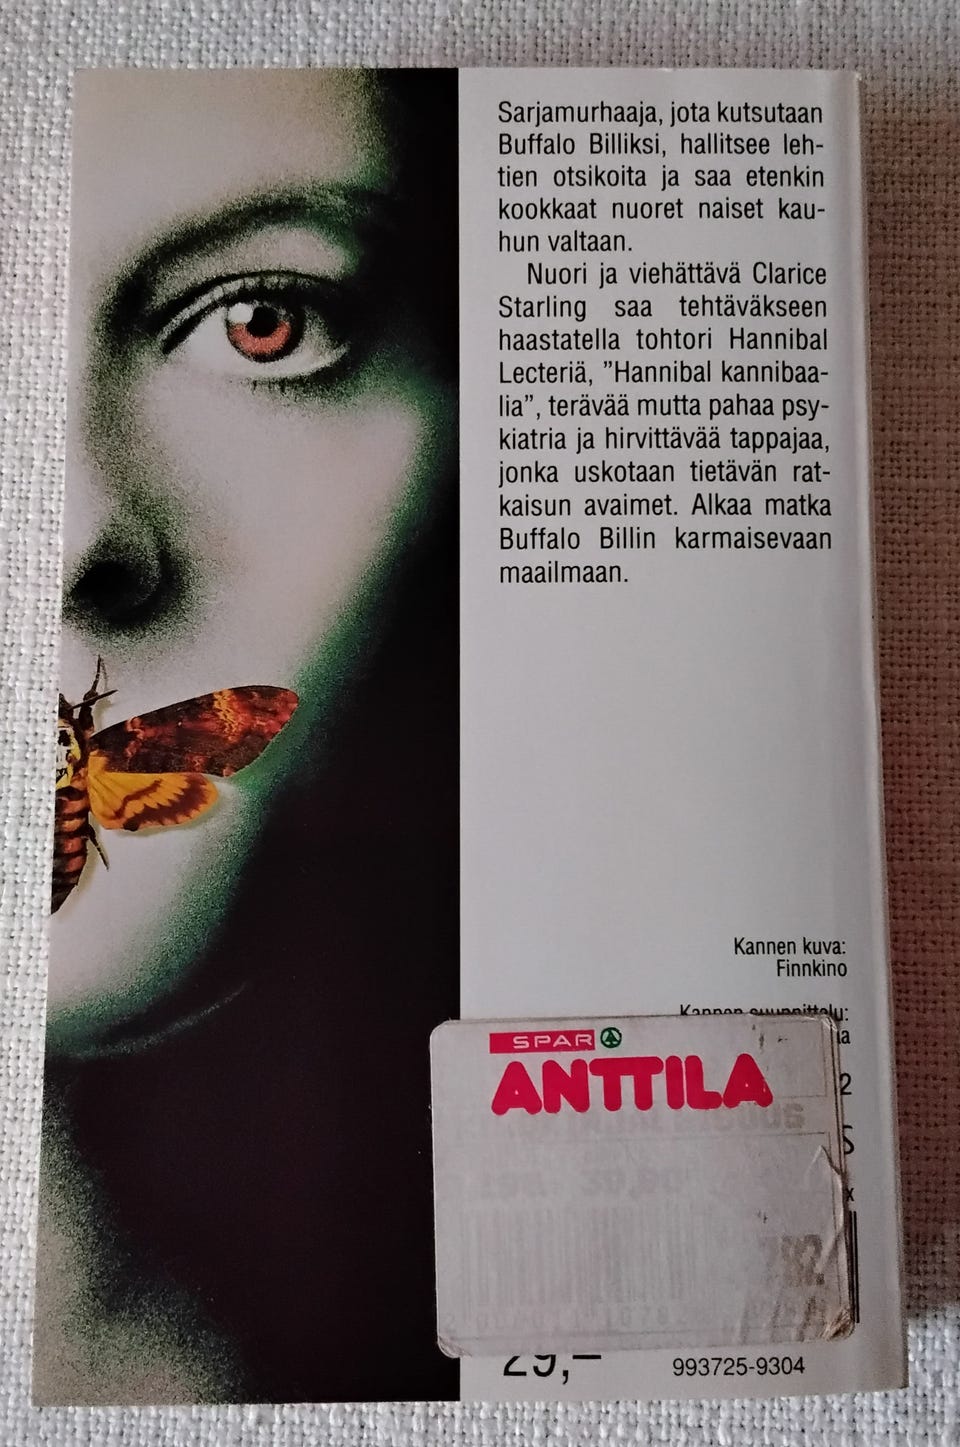 Sarjamurhaaja, jota kutsutaan
Buffalo Billiksi, hallitsee leh-
tien otsikoita ja saa etenkin
kookkaat nuoret naiset kau-
hun valtaan.
Nuori ja viehättävä Clarice
Starling saa tehtäväkseen
haastatella tohtori Hannibal
Lecteriä, ”Hannibal kannibaa-
lia”, terävää mutta pahaa psy-
kiatria ja hirvittävää tappajaa,
jonka uskotaan tietävän rat-
kaisun avaimet. Alkaa matka
Buffalo Billin karmaisevaan
maailmaan.
Kannen kuva:
Finnkino
Kannen suunnittelu:
SPAR
ANTTILA
29,–
993725-9304